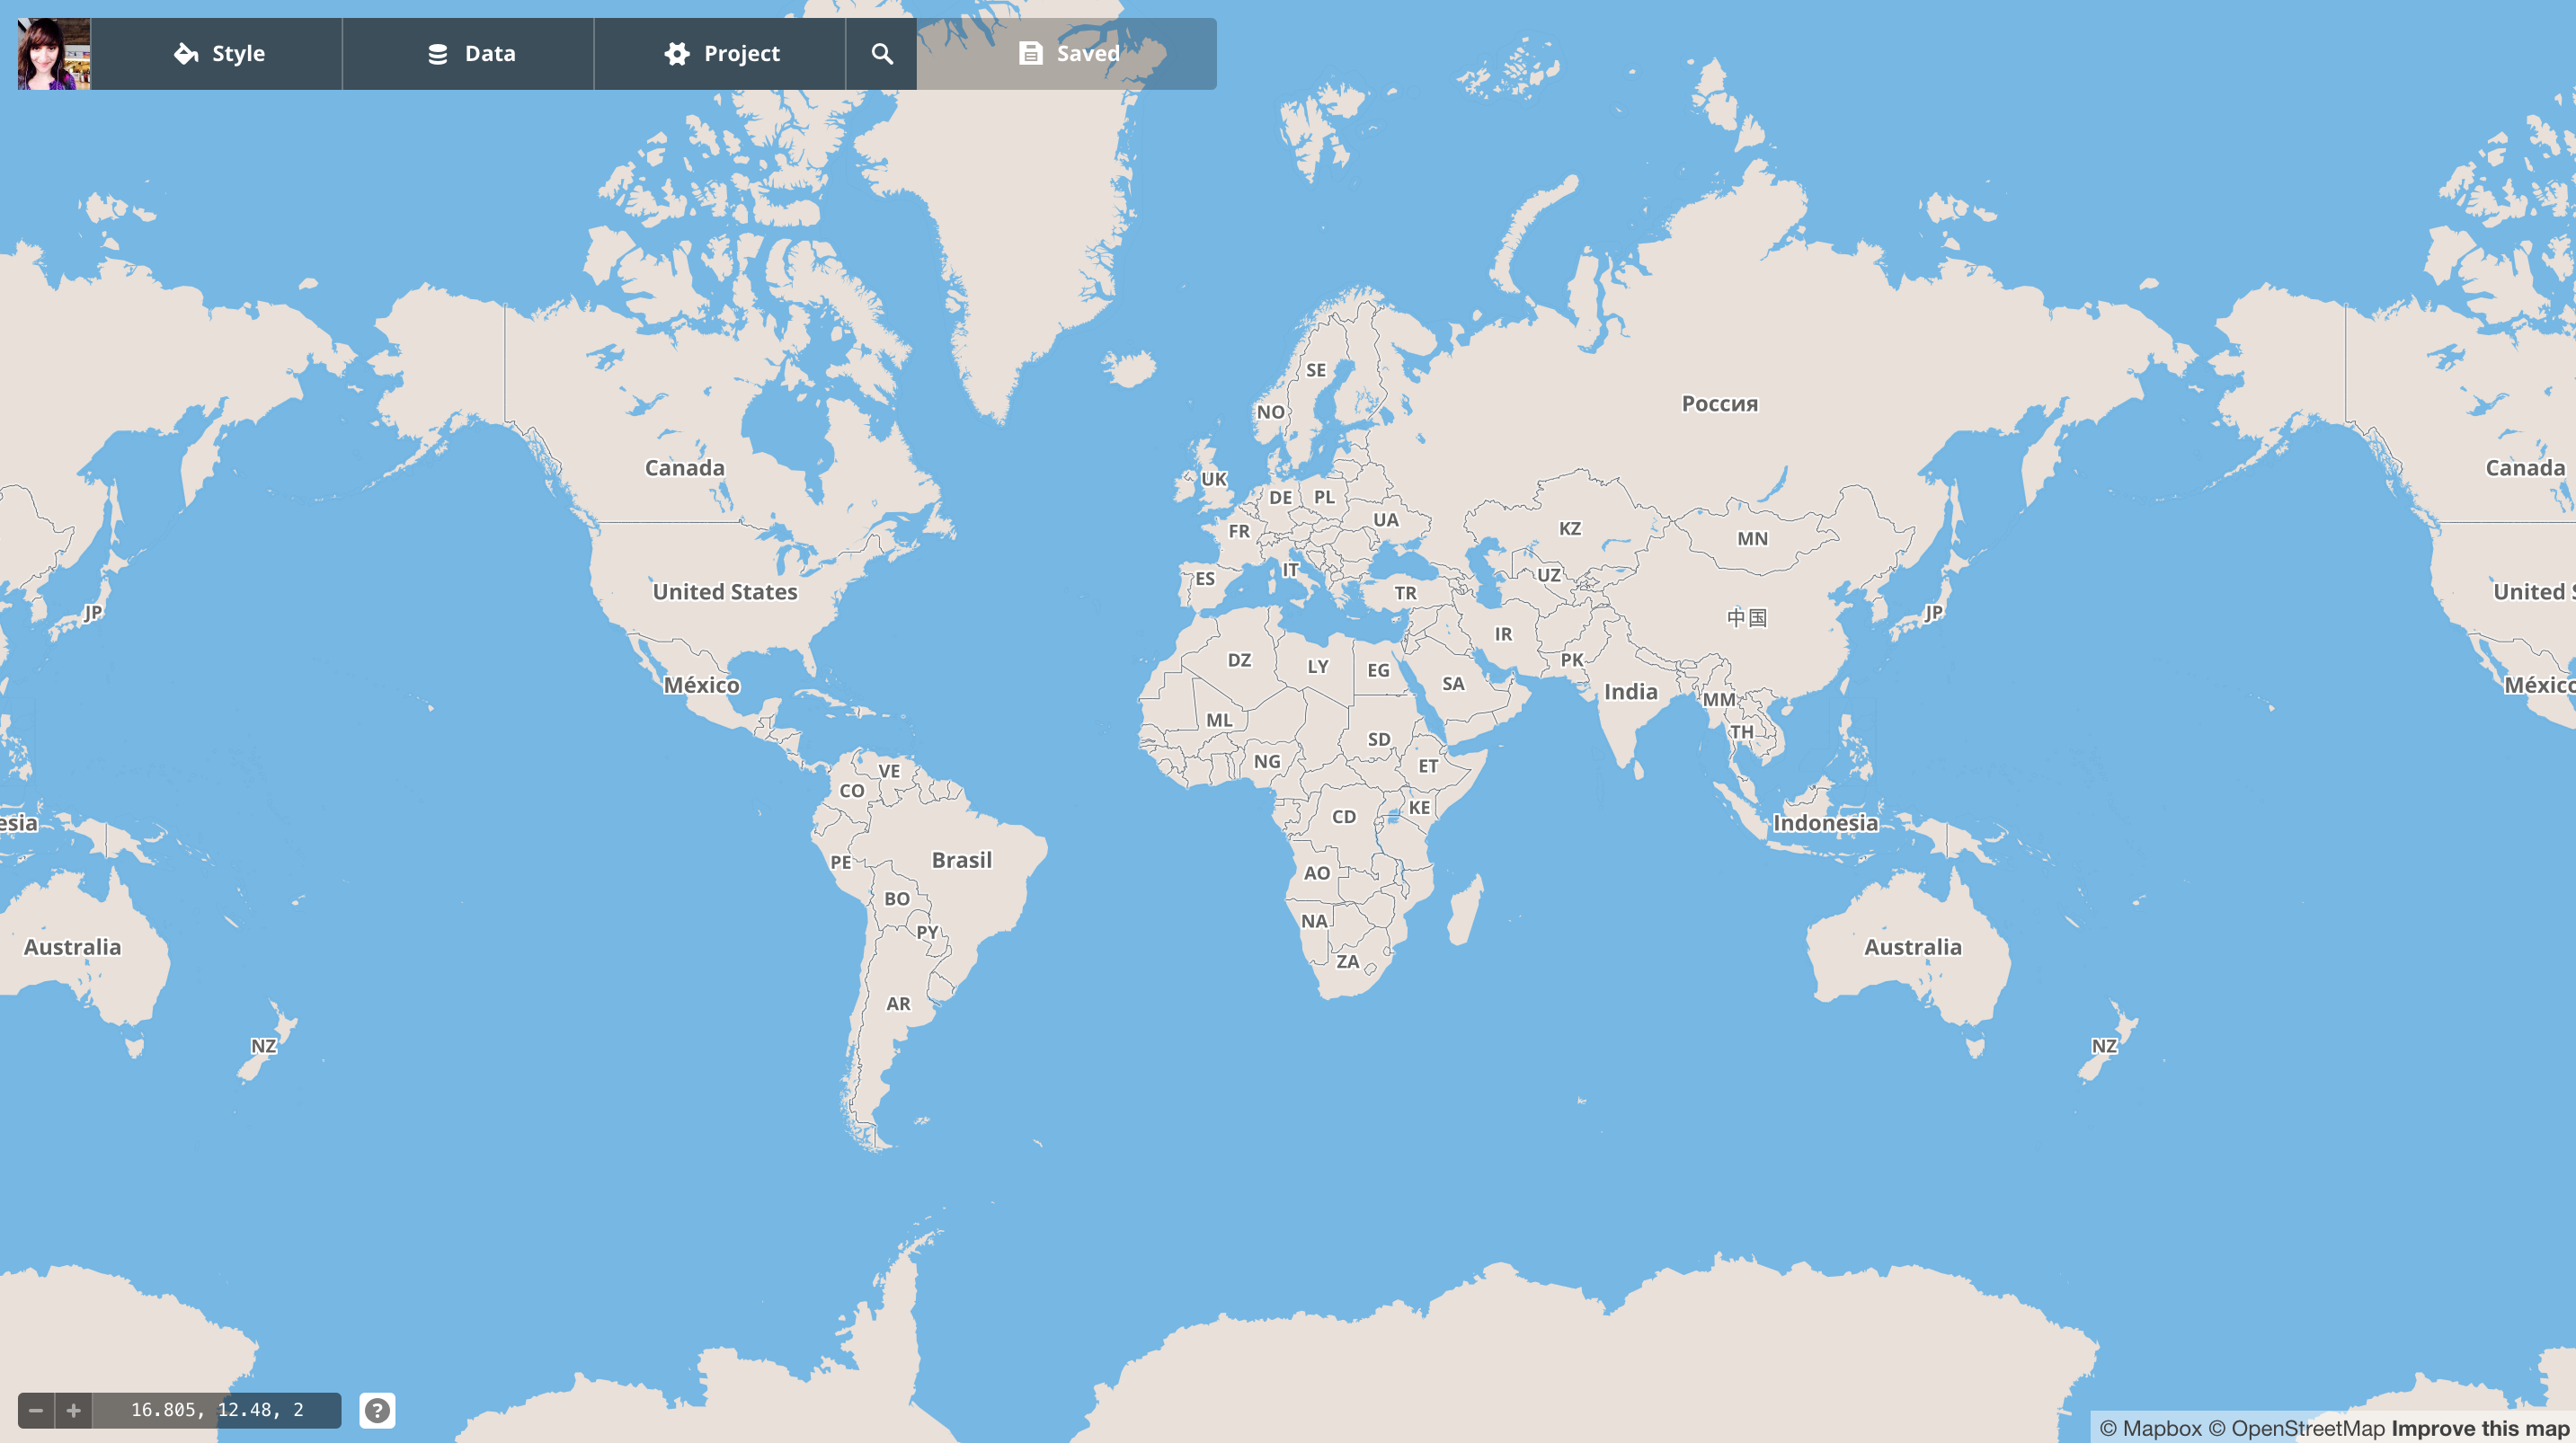 Style
Data
Project
Saved
SE
Россия
NO
Canada
Canada
UK
DE
PL
UA
FR
KZ
MN
IT
ES
UZ
United States
TR
United S
JP
中国
JP
IR
DZ
LY
EG
PK
México
SA
India
México
MM
ML
TH
SD
NG
VE
ET
CO
KE
CD
esia
Indonesia
PE
Brasil
AO
BO
NA
PY
Australia
Australia
ZA
AR
NZ
NZ
16.805, 12.48, 2
?
© Mapbox © OpenStreetMap Improve this map